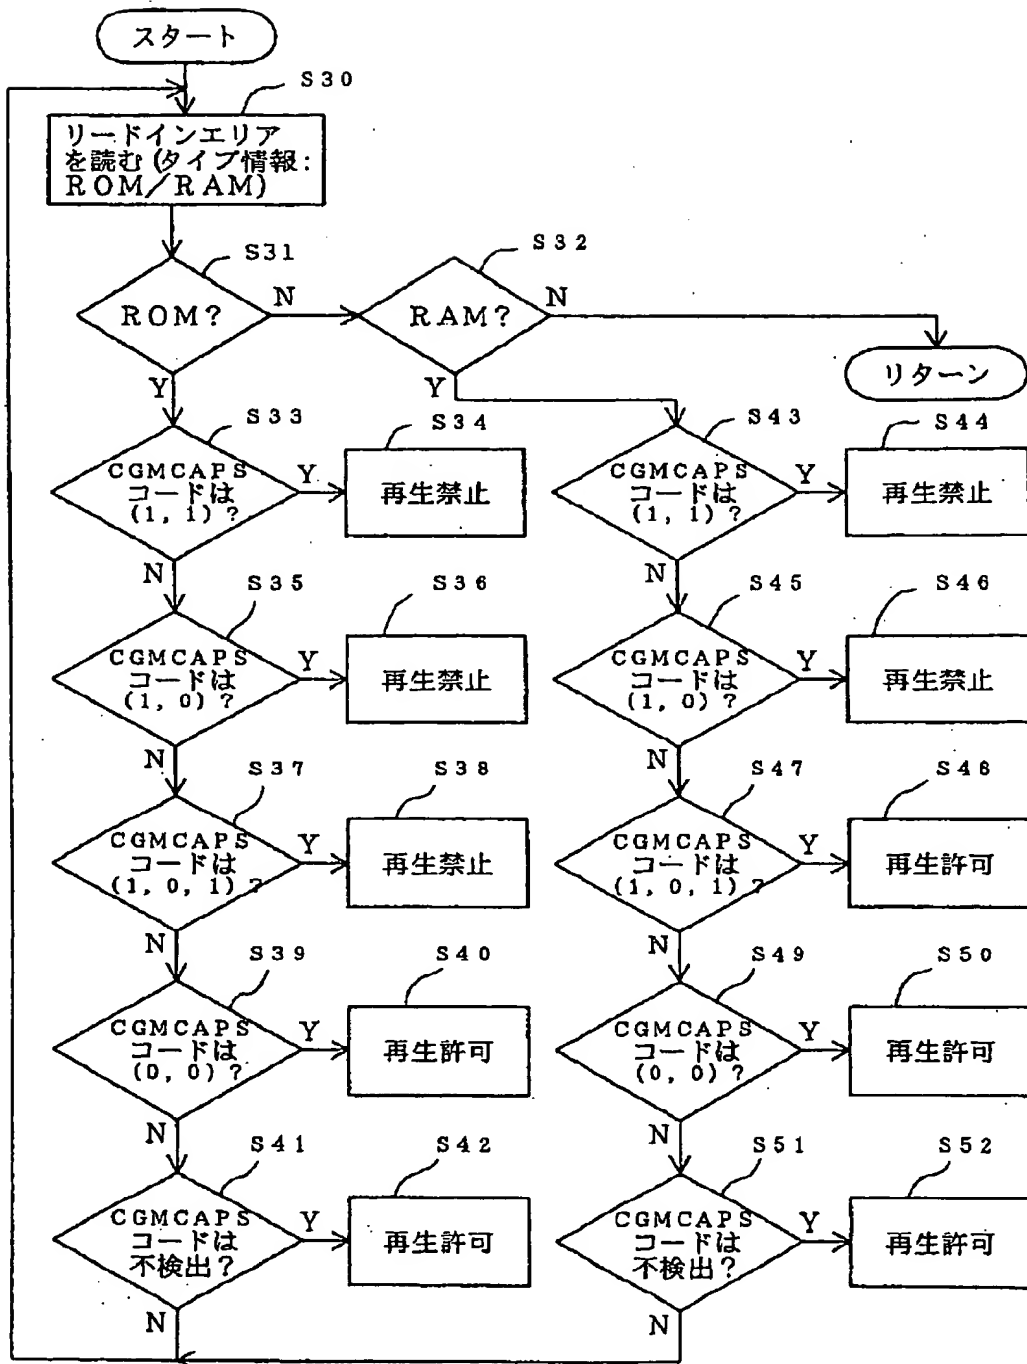 スタート
S30
リードインエリア
を読む(タイプ情報:
ROM/RAM)
S31
S32
ROM?
N
RAM?
N
リターン
Y
Y
S33
S34
S43
S44
CGMCAPS
コードは
(1, 1)?
Y
再生禁止
CGMCAPS
コードは
(1, 1)?
Y
再生禁止
N
N
S35
S36
S45
S46
CGMCAPS
コードは
(1, 0)?
Y
再生禁止
CGMCAPS
コードは
(1, 0)?
Y
再生禁止
N
N
S37
S38
S47
S48
CGMCAPS
コードは
(1, 0, 1)?
Y
再生禁止
CGMCAPS
コードは
(1, 0, 1)?
Y
再生許可
N
N
S39
S40
S49
S50
CGMCAPS
コードは
(0, 0)?
Y
再生許可
CGMCAPS
コードは
(0, 0)?
Y
再生許可
N
N
S41
S42
S51
S52
CGMCAPS
コードは
不検出?
Y
再生許可
CGMCAPS
コードは
不検出?
Y
再生許可
N
N